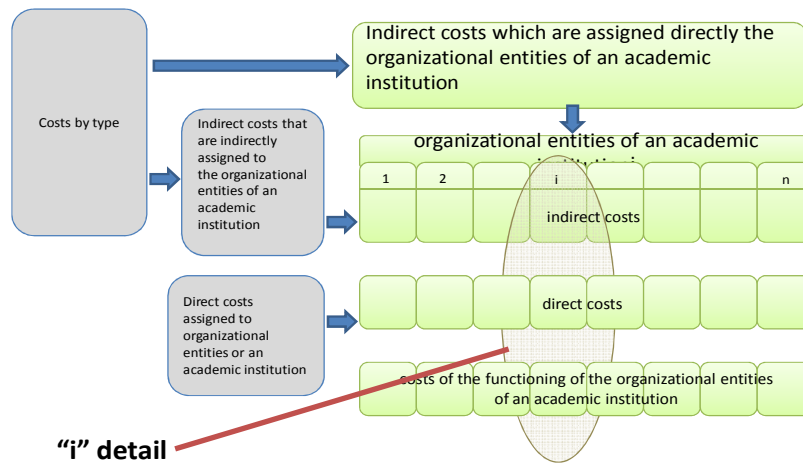 Indirect costs which are assigned directly the
organizational entities of an academic
institution
Costs by type
Indirect costs that
are indirectly
assigned to
the organizational
entities of an
academic
institution
organizational entities of an academic
1 2 i n
indirect costs
Direct costs
assigned to
organizational
entities or an
academic institution
direct costs
costs of the functioning of the organizational entities
of an academic institution
“i” detail